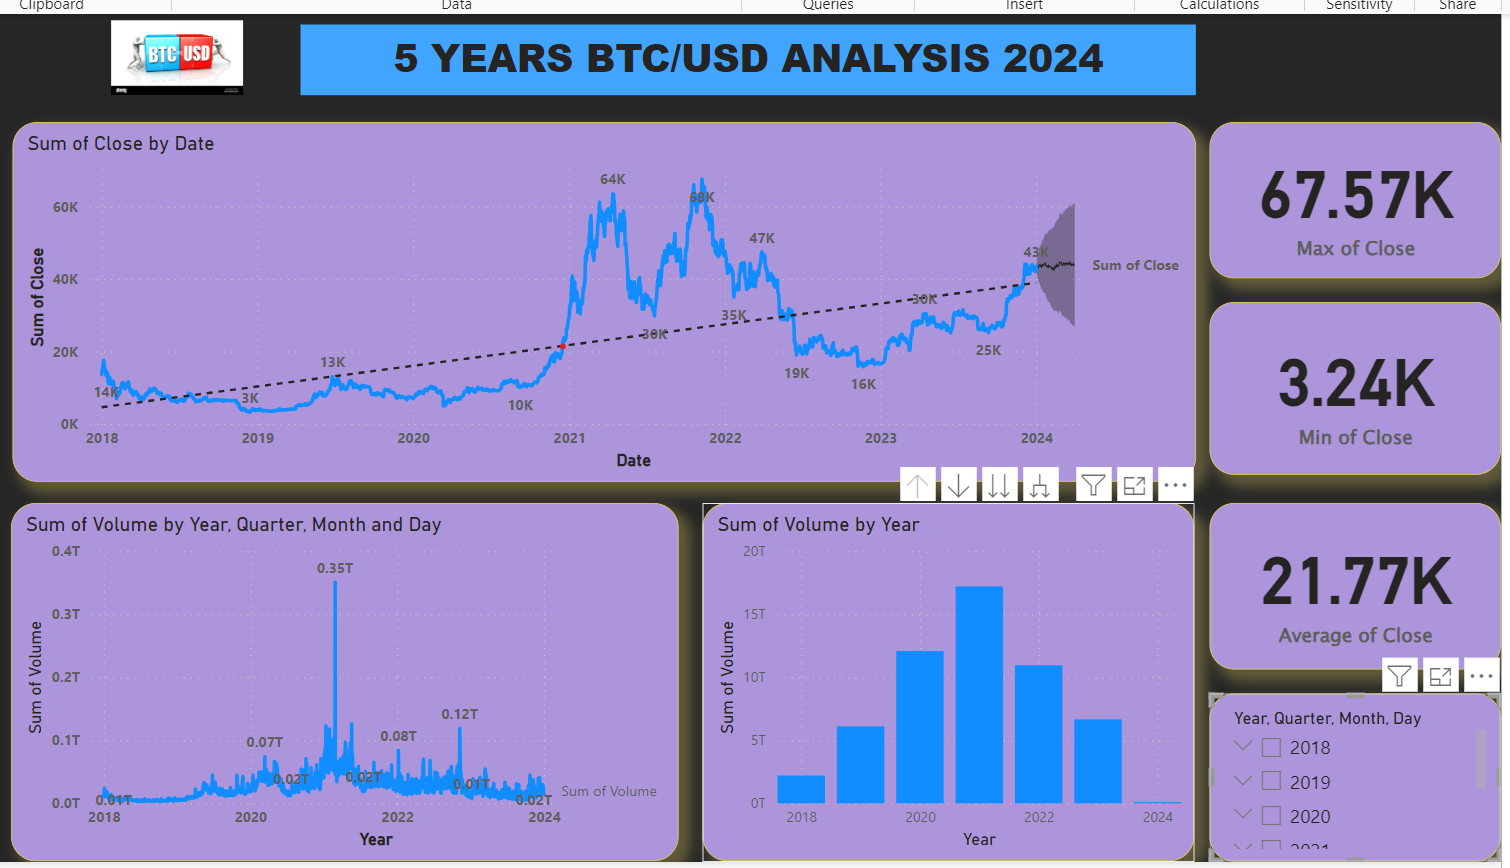 Clipboard
Data
Queries
Insert
Calculations
Sensitivity
Share
BTC USD
5 YEARS BTC/USD ANALYSIS 2024
Sum of Close by Date
Sum of Close
60K
40K
20K
0K
14K
3K
13K
10K
64K
30K
68K
35K
47K
19K
16K
30K
25K
43K
Sum of Close
2018
2019
2020
2021
2022
2023
2024
Date
67.57K
Max of Close
3.24K
Min of Close
21.77K
Average of Close
Sum of Volume by Year, Quarter, Month and Day
Sum of Volume
0.4T
0.3T
0.2T
0.1T
0.0T
0.01T
0.07T
0.02T
0.35T
0.02T
0.08T
0.12T
0.01T
0.02T
Sum of Volume
2018
2020
2022
2024
Year
Sum of Volume by Year
Sum of Volume
20T
15T
10T
5T
0T
2018
2020
2022
2024
Year
Year, Quarter, Month, Day
2018
2019
2020
2021